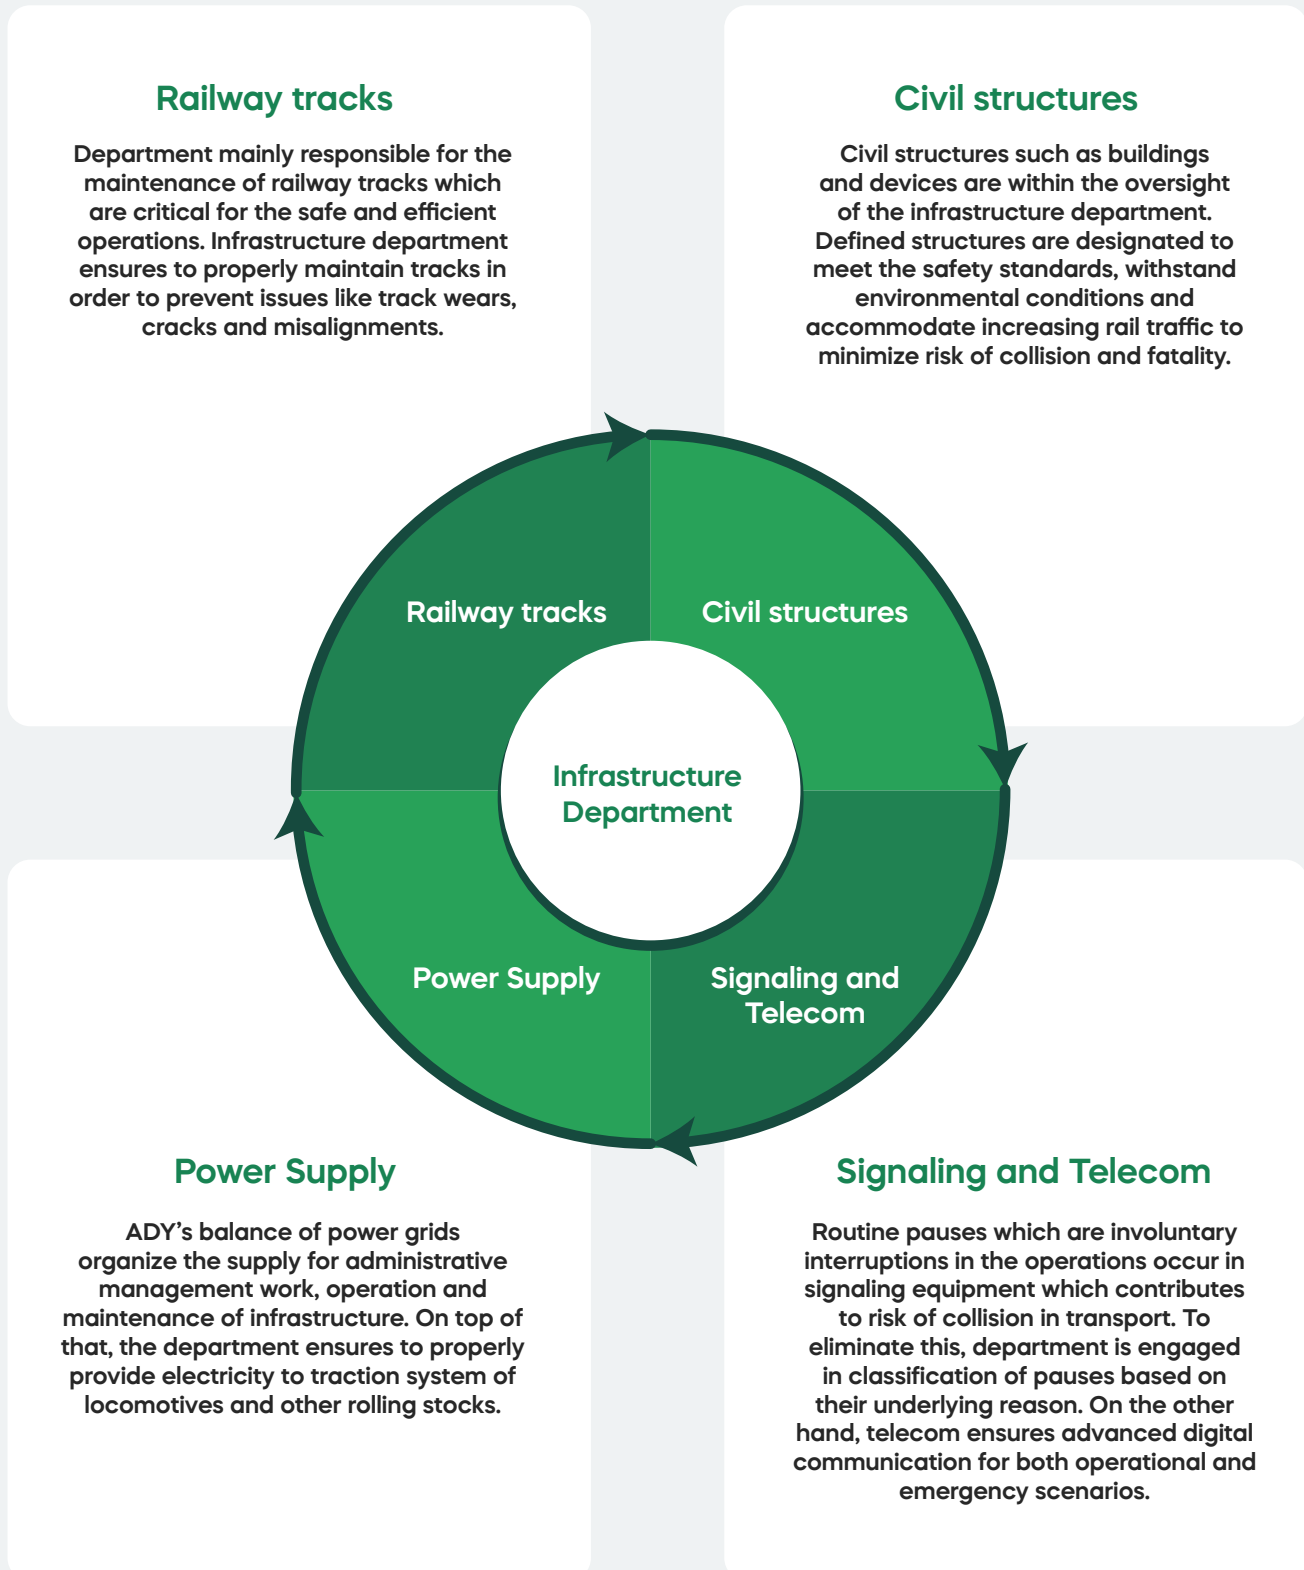 Railway tracks
Department mainly responsible for the
maintenance of railway tracks which
are critical for the safe and efficient
operations. Infrastructure department
ensures to properly maintain tracks in
order to prevent issues like track wears,
cracks and misalignments.
Civil structures
Civil structures such as buildings
and devices are within the oversight
of the infrastructure department.
Defined structures are designated to
meet the safety standards, withstand
environmental conditions and
accommodate increasing rail traffic to
minimize risk of collision and fatality.
Railway tracks
Civil structures
Infrastructure
Department
Power Supply
Signaling and
Telecom
Power Supply
ADY’s balance of power grids
organize the supply for administrative
management work, operation and
maintenance of infrastructure. On top of
that, the department ensures to properly
provide electricity to traction system of
locomotives and other rolling stocks.
Signaling and Telecom
Routine pauses which are involuntary
interruptions in the operations occur in
signaling equipment which contributes
to risk of collision in transport. To
eliminate this, department is engaged
in classification of pauses based on
their underlying reason. On the other
hand, telecom ensures advanced digital
communication for both operational and
emergency scenarios.